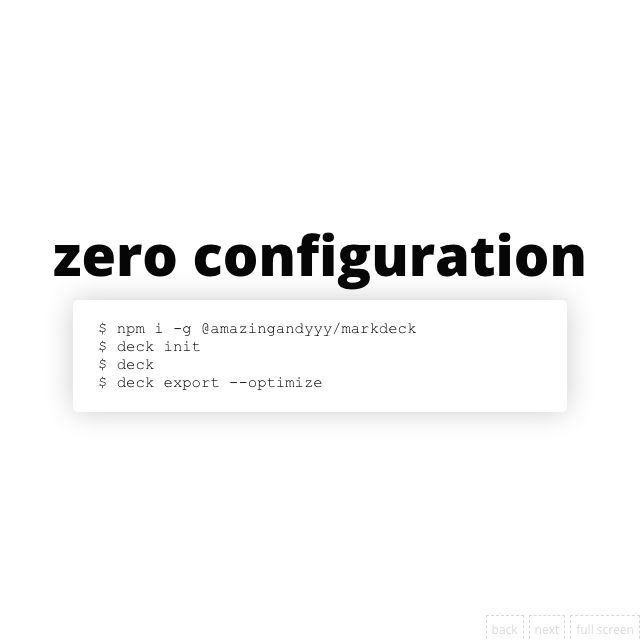 zero configuration
$ npm i -g @amazingandyyy/markdeck
$ deck init
$ deck
$ deck export --optimize
back next full screen